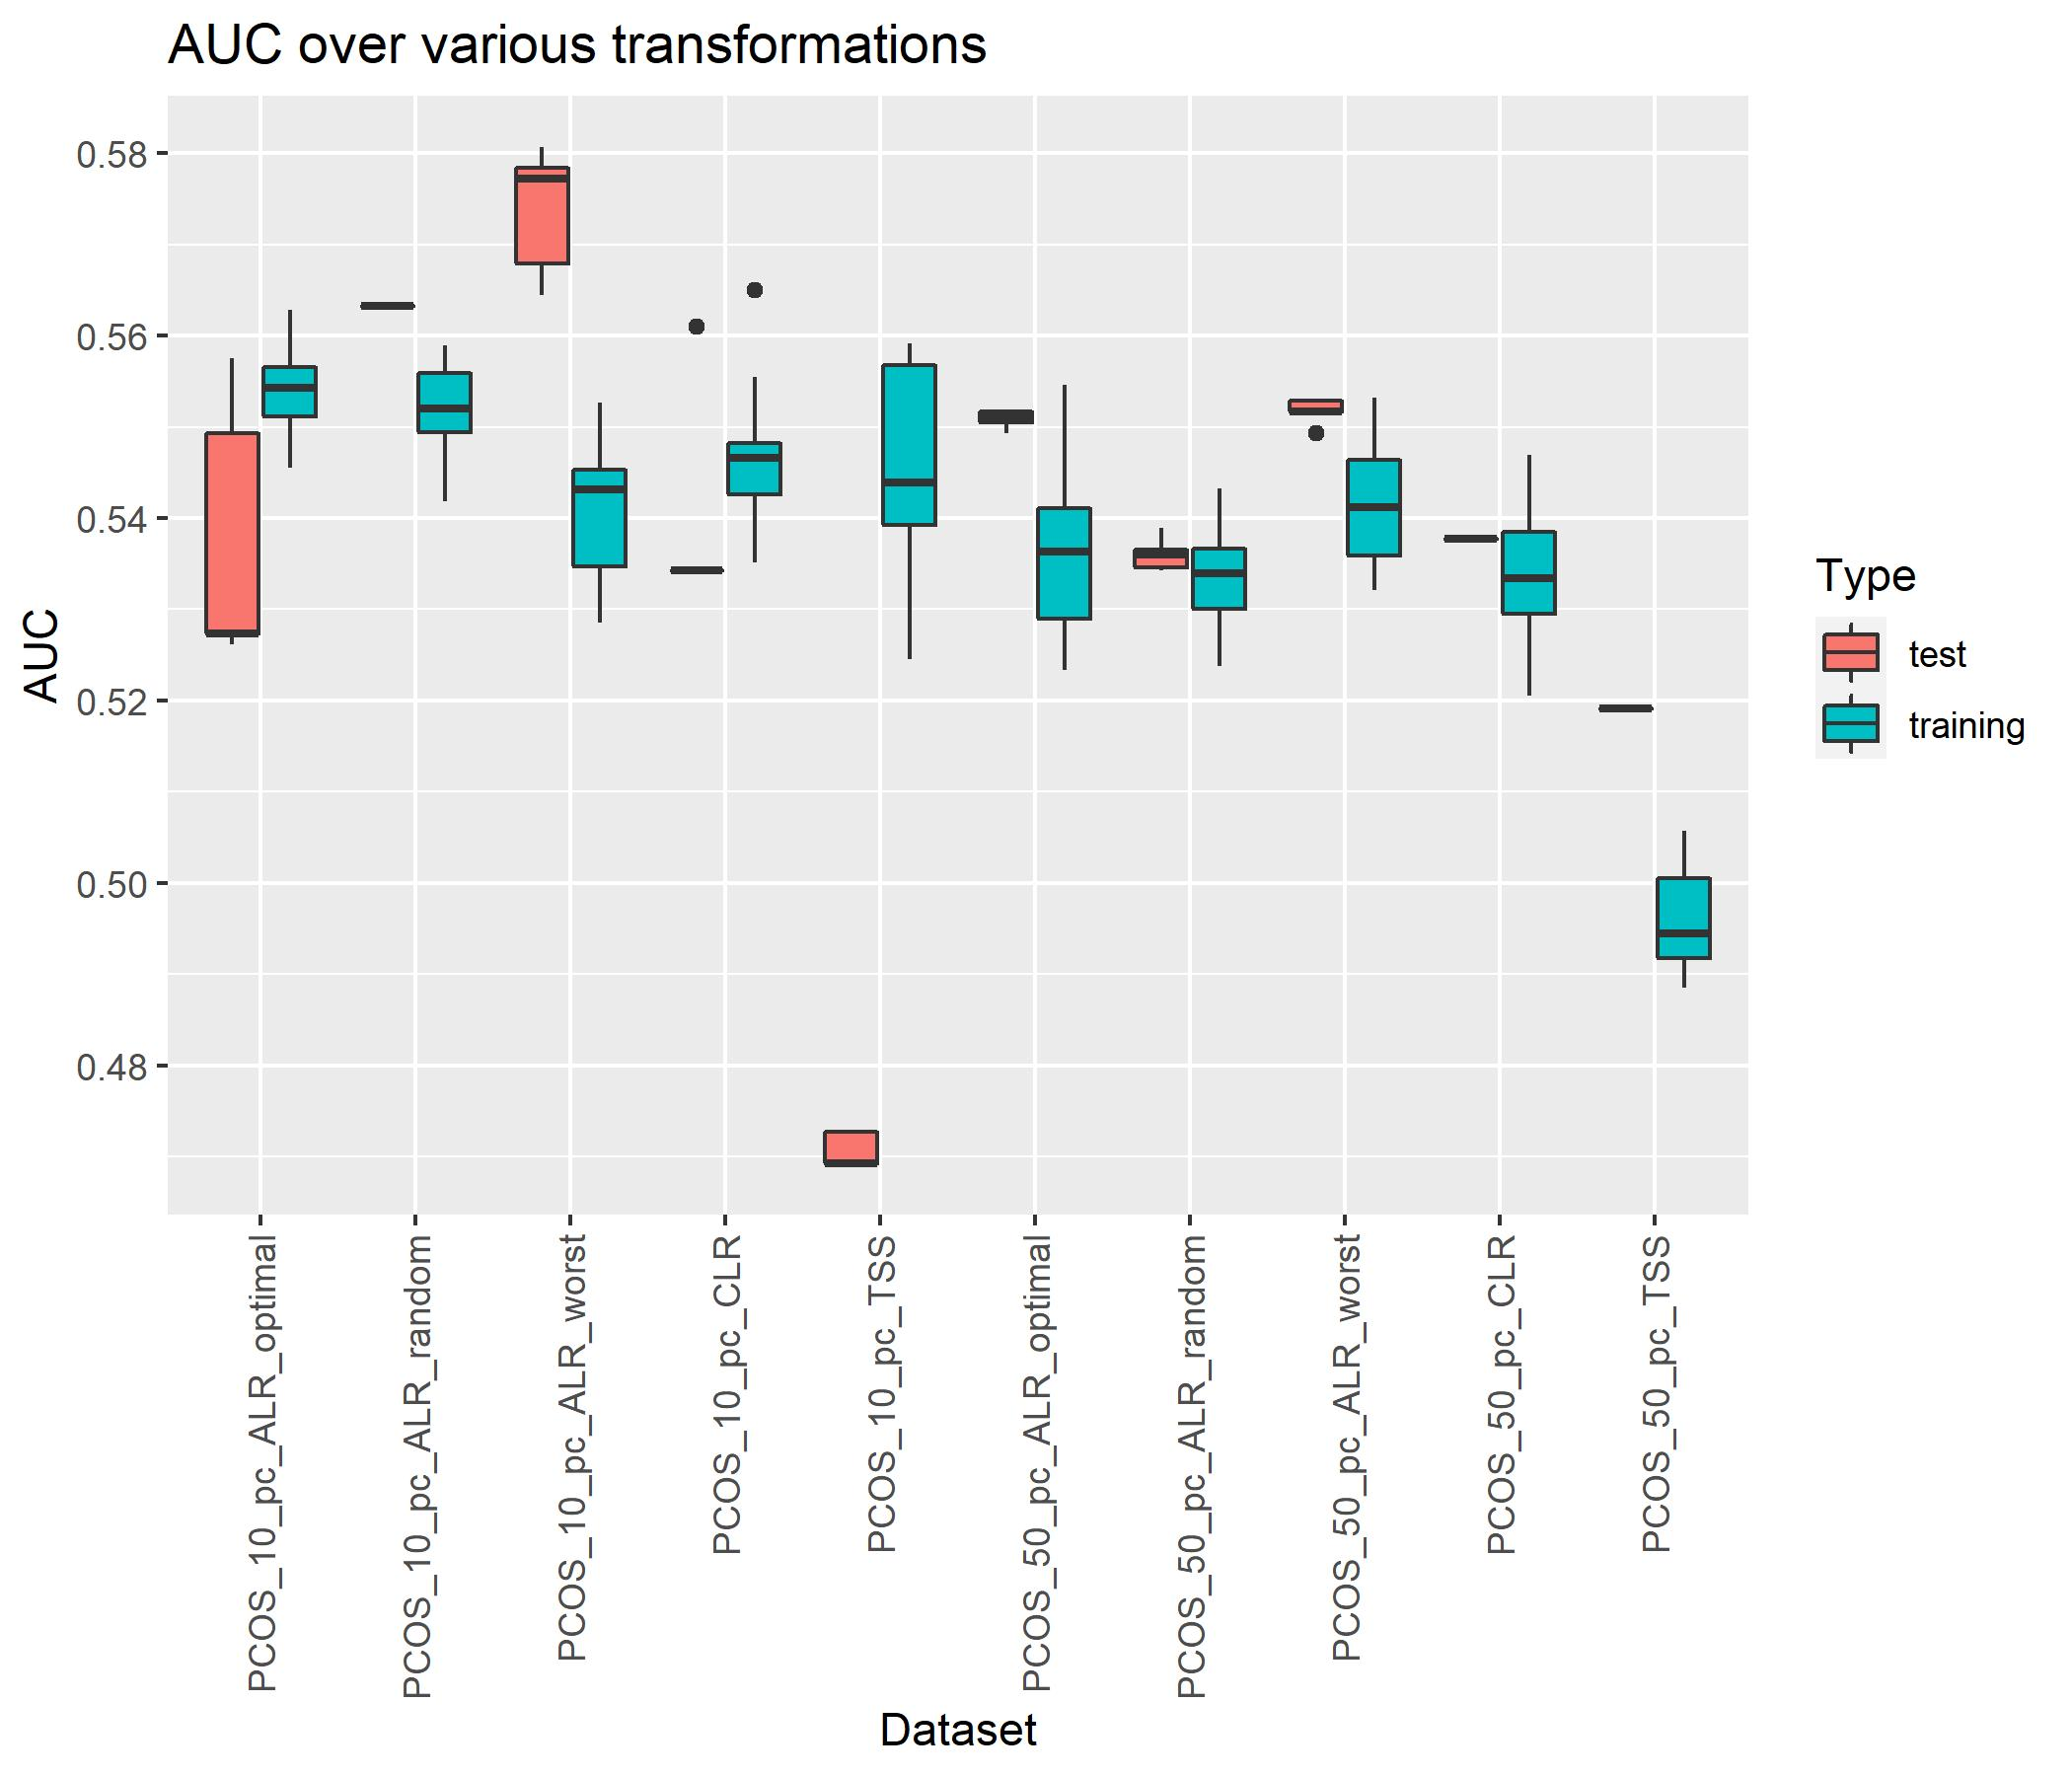 AUC over various transformations
0.58
0.56
0.54
0.52
0.50
0.48
AUC
PCOS_10_pc_ALR_optimal
PCOS_10_pc_ALR_random
PCOS_10_pc_ALR_worst
PCOS_10_pc_CLR
PCOS_10_pc_TSS
PCOS_50_pc_ALR_optimal
PCOS_50_pc_ALR_random
PCOS_50_pc_ALR_worst
PCOS_50_pc_CLR
PCOS_50_pc_TSS
Dataset
Type
test
training